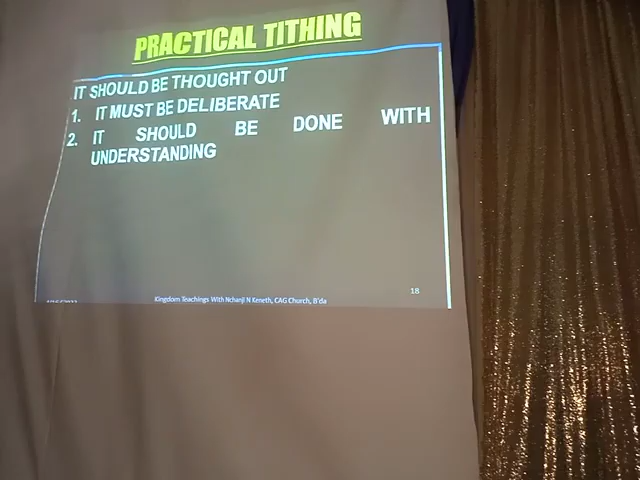 PRACTICAL TITHING
IT SHOULD BE THOUGHT OUT
1. IT MUST BE DELIBERATE
2. IT SHOULD BE DONE WITH
UNDERSTANDING
18
Kingdom Teachings With Nchanji N Keneth, CAG Church, B'da